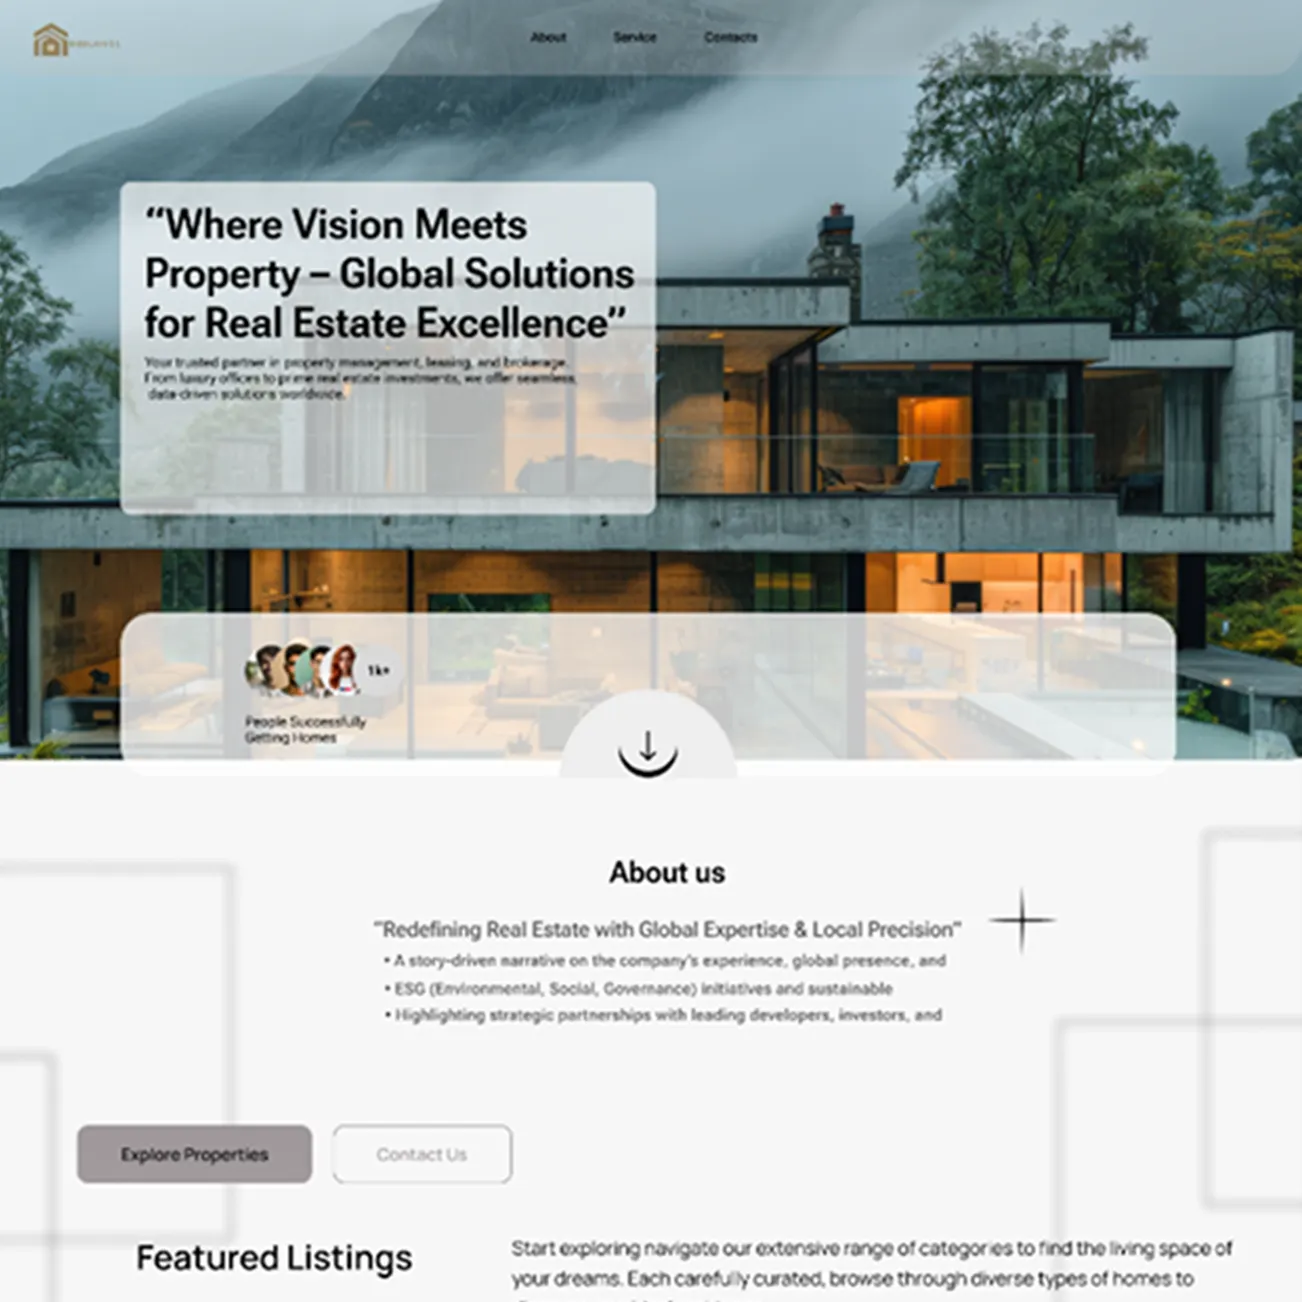 About Service Contacts
“Where Vision Meets
Property – Global Solutions
for Real Estate Excellence”
Your trusted partner in property management, leasing, and brokerage.
From luxury offices to prime real estate investments, we offer seamless,
data-driven solutions worldwide.
1k+
People Successfully
Getting Homes
About us
“Redefining Real Estate with Global Expertise & Local Precision”
• A story-driven narrative on the company's experience, global presence, and
• ESG (Environmental, Social, Governance) initiatives and sustainable
• Highlighting strategic partnerships with leading developers, investors, and
Explore Properties
Contact Us
Featured Listings
Start exploring navigate our extensive range of categories to find the living space of
your dreams. Each carefully curated, browse through diverse types of homes to